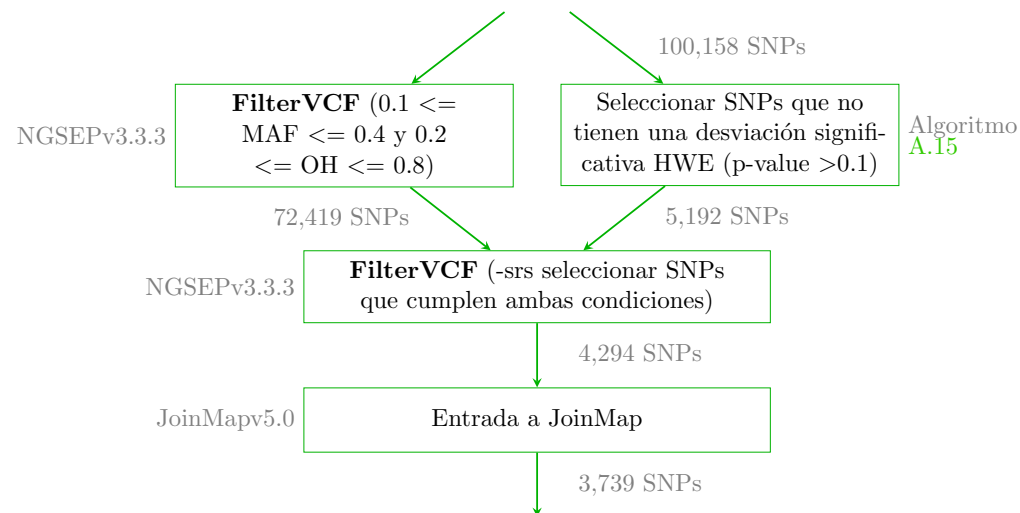 100,158 SNPs
NGSEPv3.3.3
FilterVCF (0.1 <=
MAF <= 0.4 y 0.2
<= OH <= 0.8)
Seleccionar SNPs que no
tienen una desviación signifi-
cativa HWE (p-value >0.1)
Algoritmo
A.15
72,419 SNPs
5,192 SNPs
NGSEPv3.3.3
FilterVCF (-srs seleccionar SNPs
que cumplen ambas condiciones)
4,294 SNPs
JoinMapv5.0
Entrada a JoinMap
3,739 SNPs